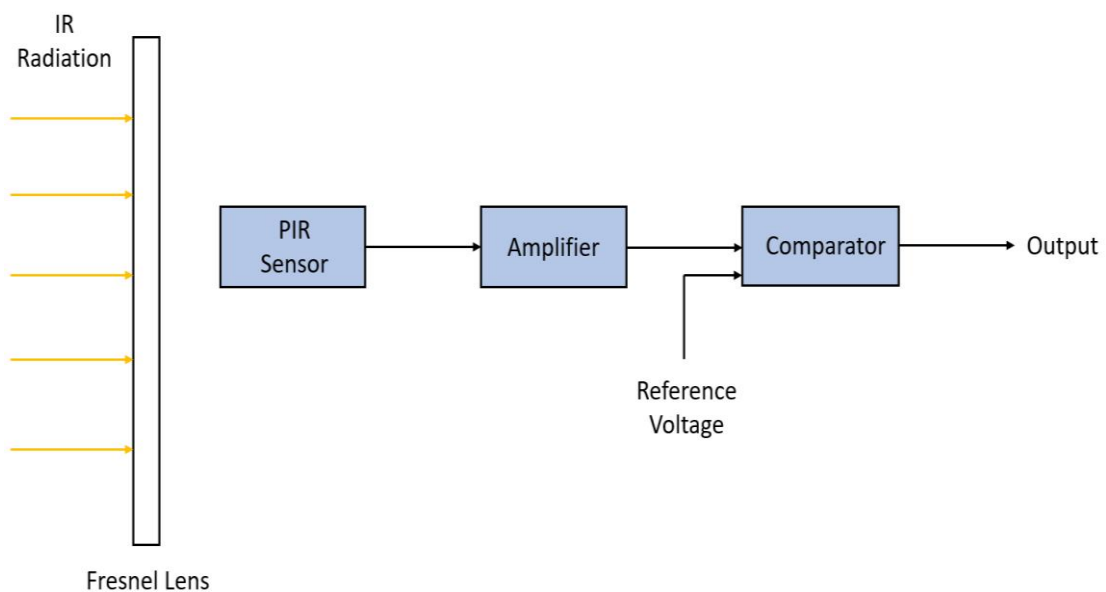 IR
Radiation
PIR
Sensor
Amplifier
Comparator
Output
Reference
Voltage
Fresnel Lens